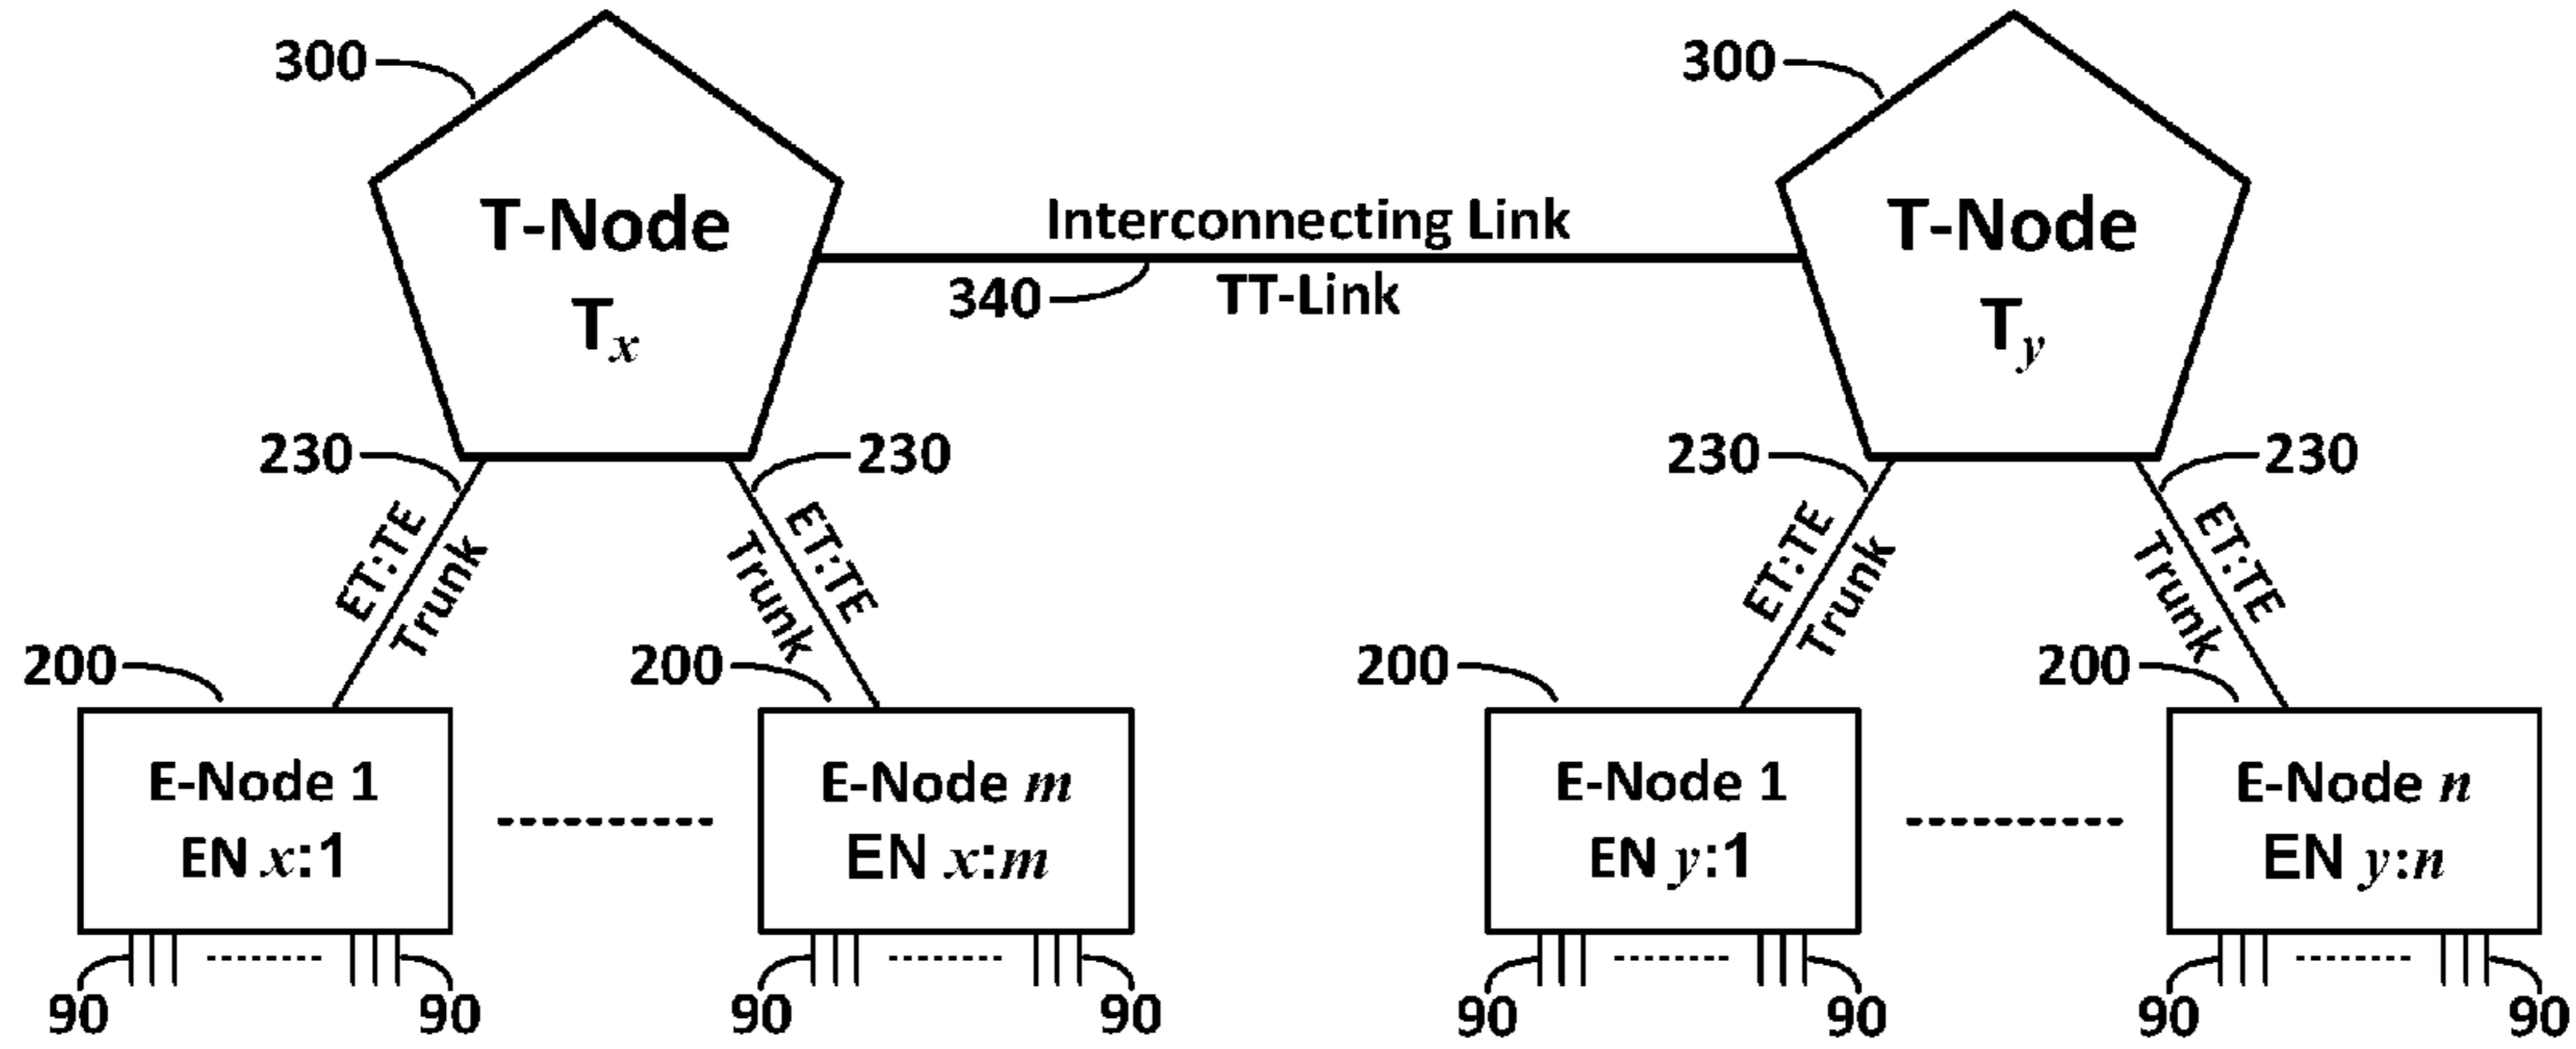 300
300
T-Node
T-Node
Tx
Ty
Interconnecting Link
340
TT-Link
230
230
230
230
ET:TE
Trunk
ET:TE
Trunk
ET:TE
Trunk
ET:TE
Trunk
200
200
200
200
E-Node 1
EN x:1
E-Node m
EN x:m
E-Node 1
EN y:1
E-Node n
EN y:n
90
90
90
90
90
90
90
90